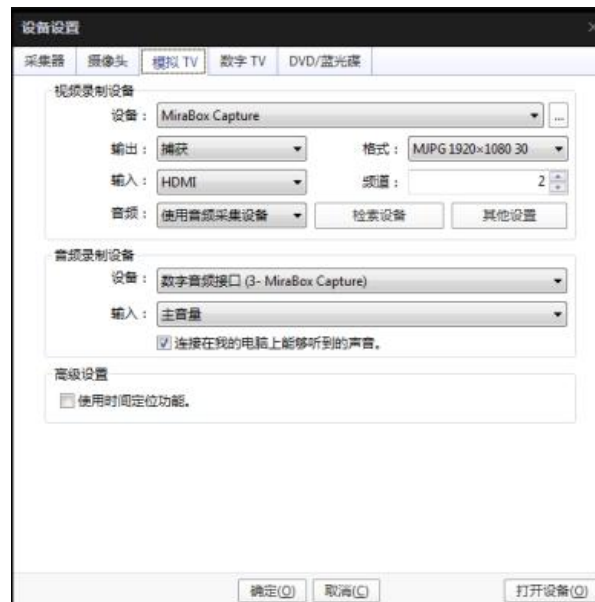 设备设置
采集器 摄像头 模拟 TV 数字 TV DVD/蓝光碟
视频录制设备
设备： MiraBox Capture ...
输出： 捕获 格式： MJPG 1920×1080 30
输入： HDMI 频道： 2
音频： 使用音频采集设备 检索设备 其他设置
音频录制设备
设备： 数字音频接口 (3- MiraBox Capture)
输入： 主音量
连接在我的电脑上能够听到的声音。
高级设置
使用时间定位功能。
确定(O) 取消(C) 打开设备(O)